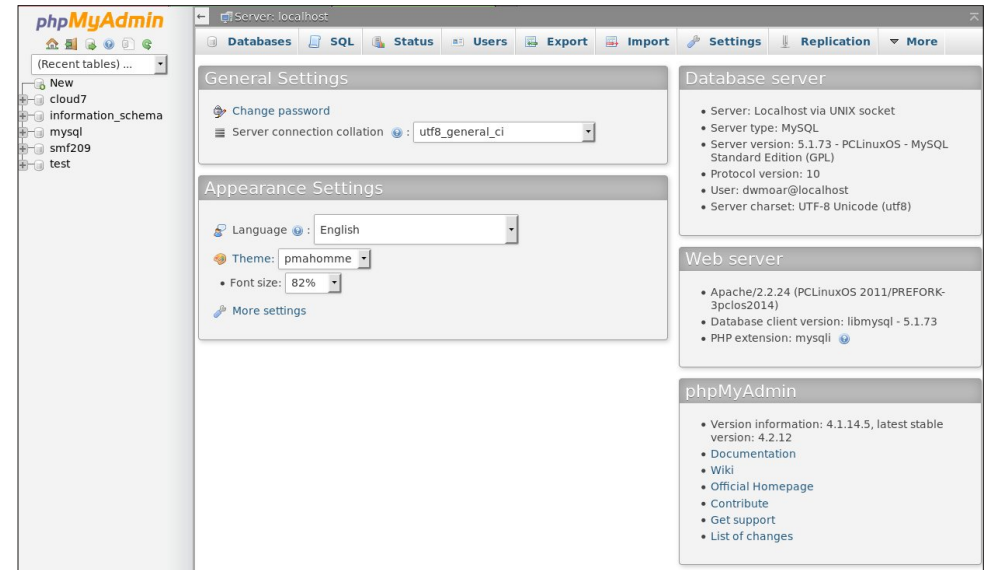 phpMyAdmin
(Recent tables) ...
New
cloud7
information_schema
mysql
smf209
test
Server: localhost
Databases SQL Status Users Export Import Settings Replication More
General Settings
Change password
Server connection collation : utf8_general_ci
Appearance Settings
Language : English
Theme: pmahomme
• Font size: 82%
More settings
Database server
• Server: Localhost via UNIX socket
• Server type: MySQL
• Server version: 5.1.73 - PCLinuxOS - MySQL
Standard Edition (GPL)
• Protocol version: 10
• User: dwmoar@localhost
• Server charset: UTF-8 Unicode (utf8)
Web server
• Apache/2.2.24 (PCLinuxOS 2011/PREFORK-
3pclos2014)
• Database client version: libmysql - 5.1.73
• PHP extension: mysqli
phpMyAdmin
• Version information: 4.1.14.5, latest stable
version: 4.2.12
• Documentation
• Wiki
• Official Homepage
• Contribute
• Get support
• List of changes